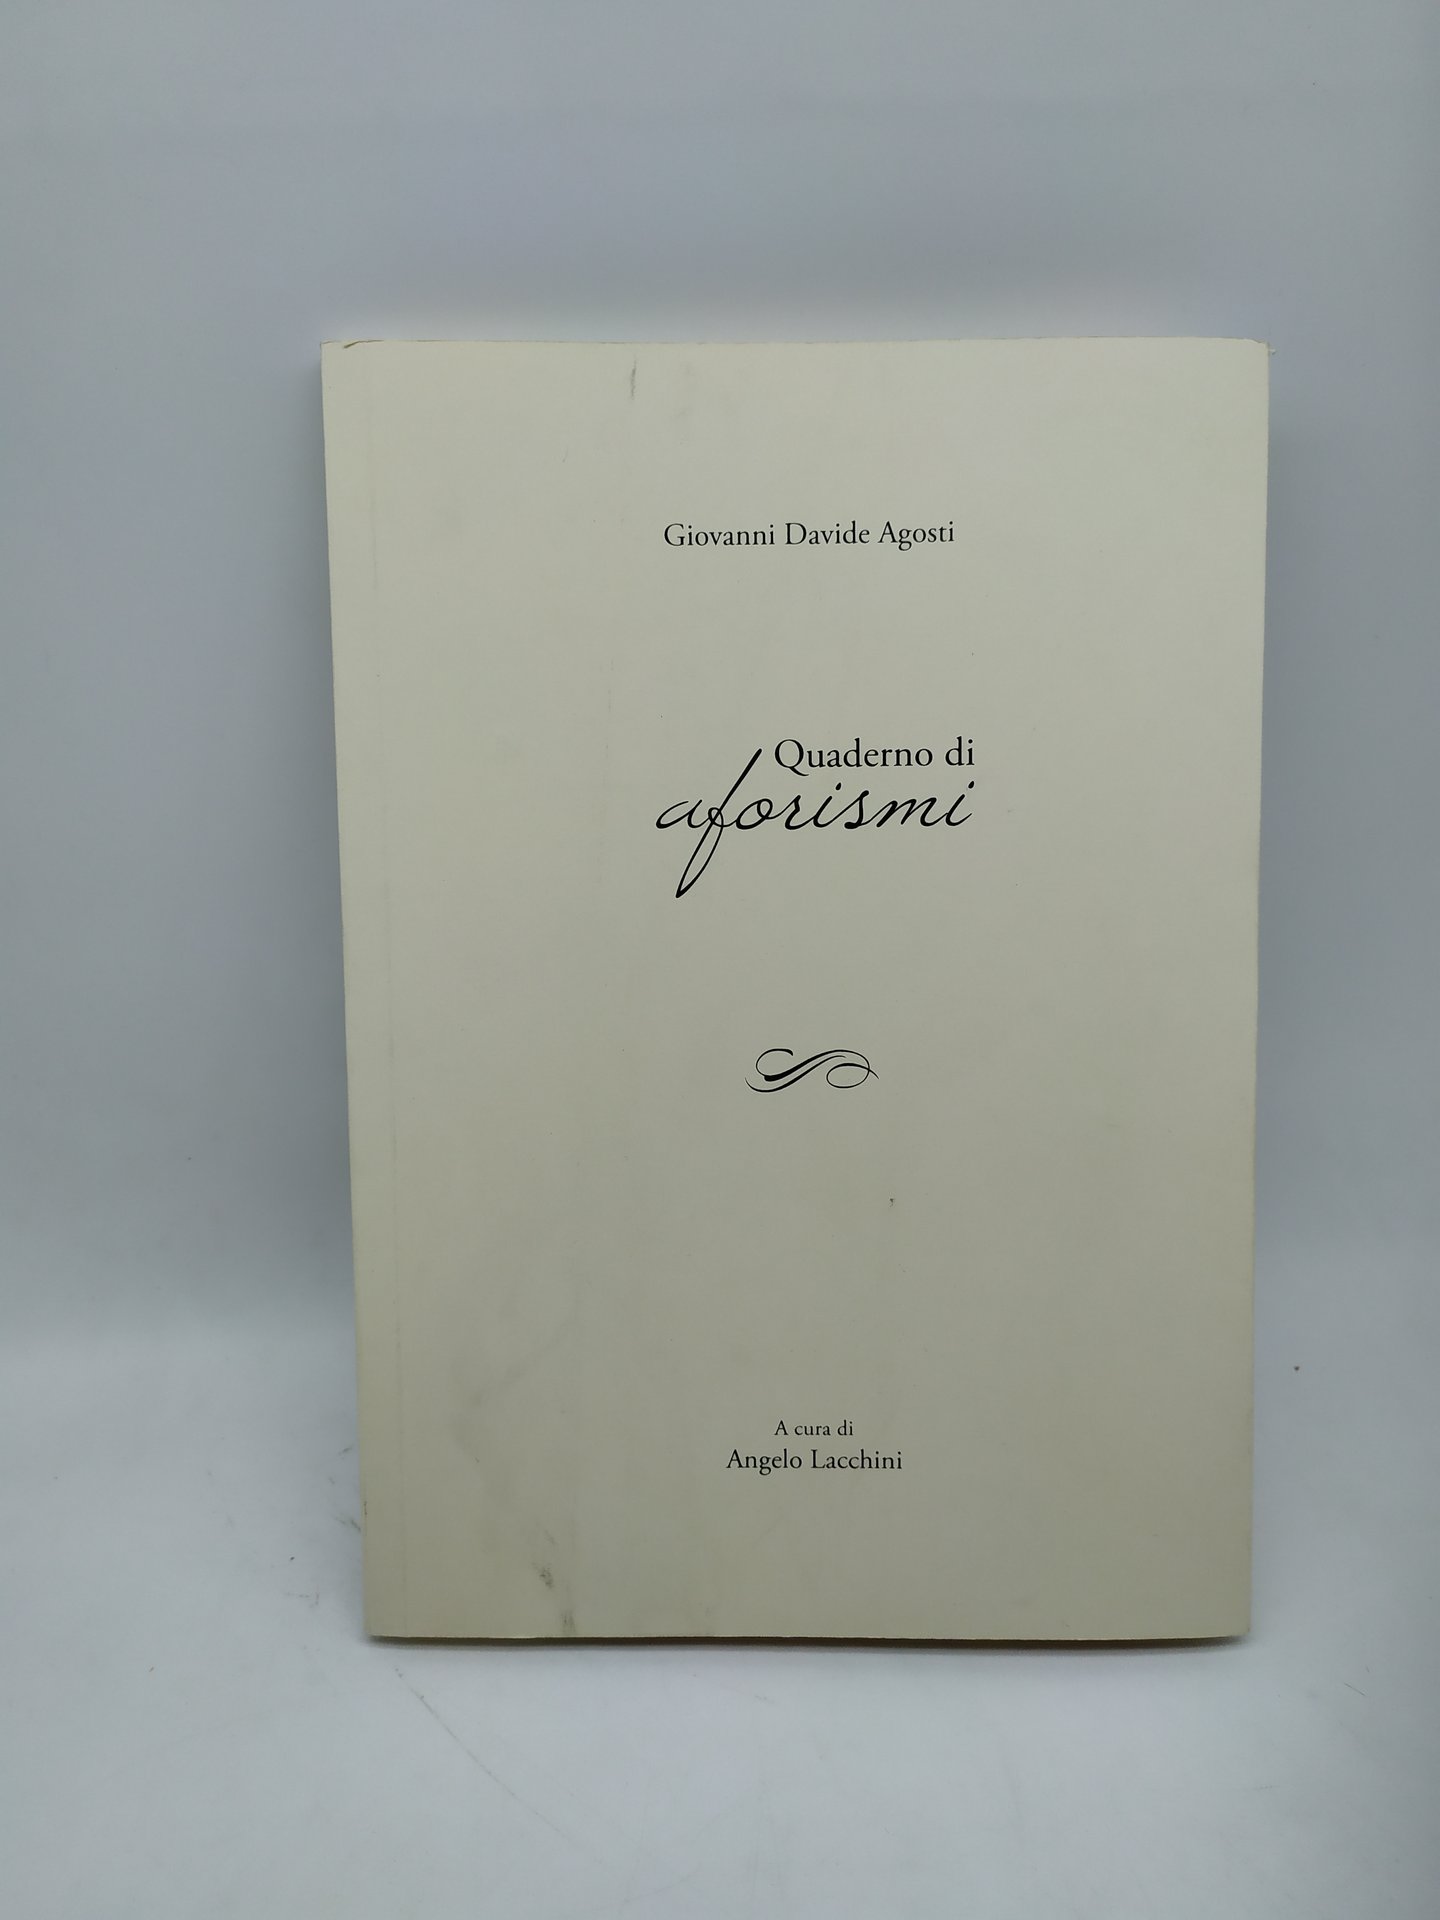 Giovanni Davide Agosti
Quaderno di
aforismi
A cura di
Angelo Lacchini